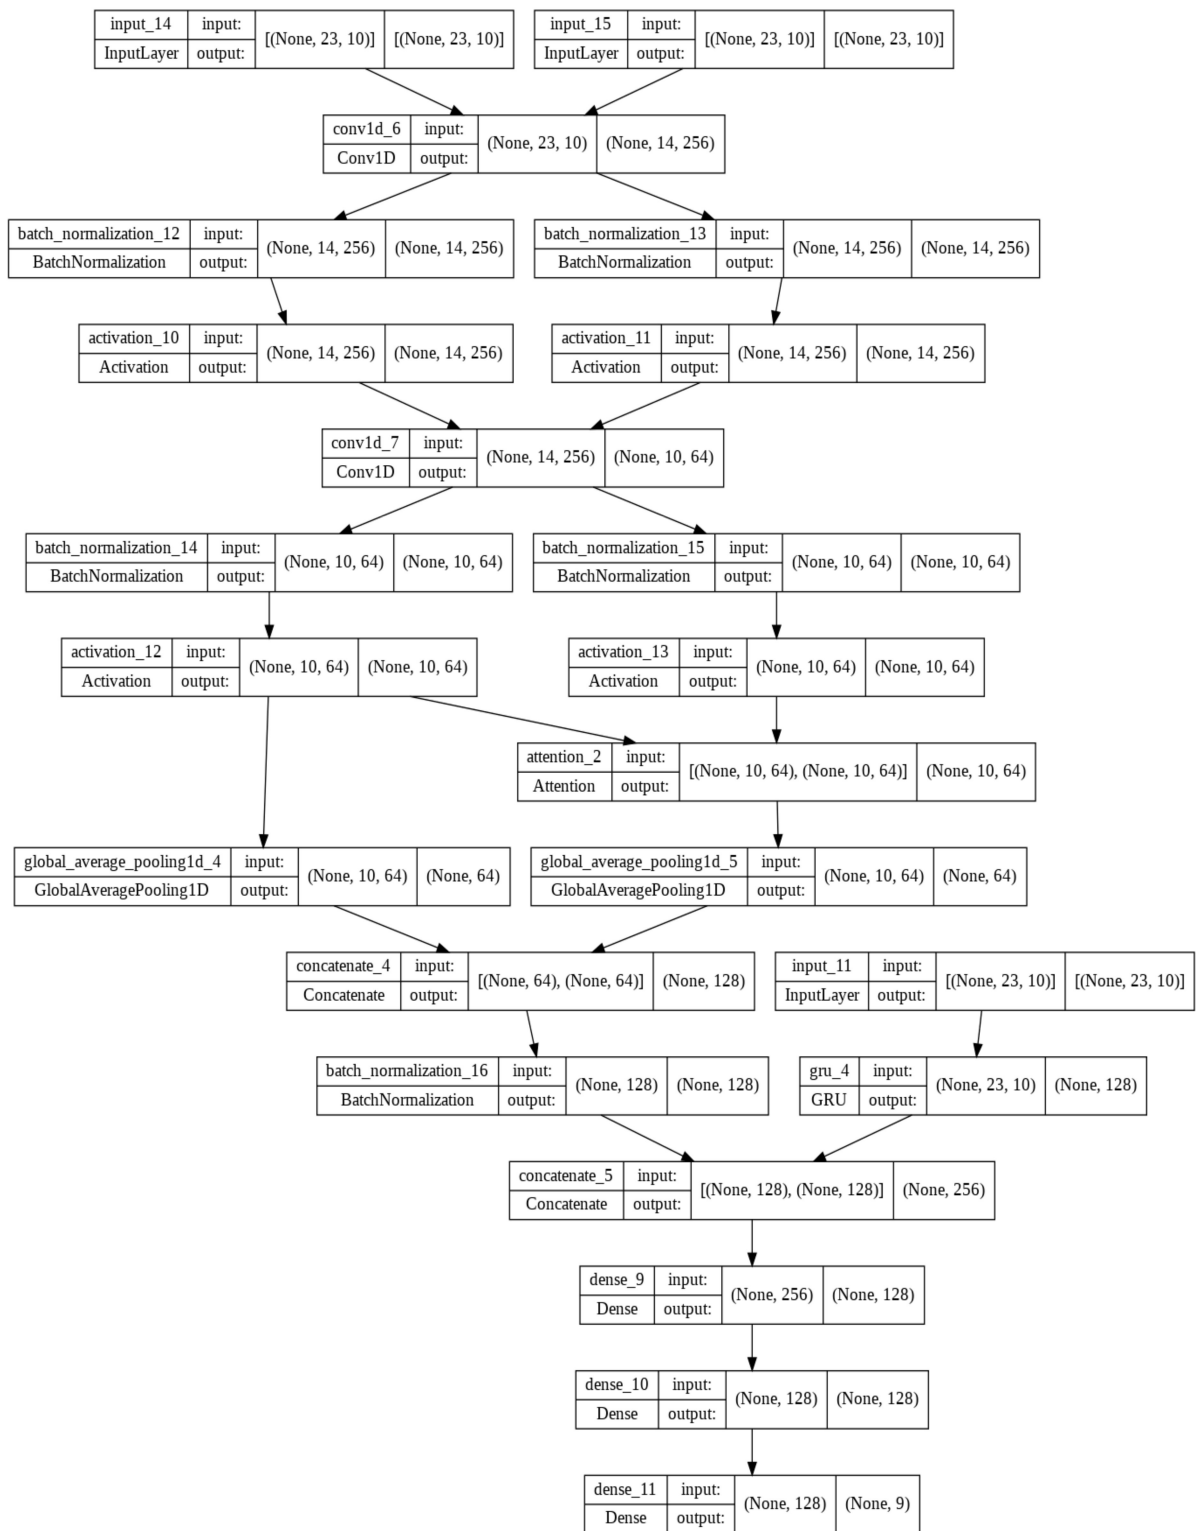 input_14 input: [(None, 23, 10)] [(None, 23, 10)]
InputLayer output:
input_15 input: [(None, 23, 10)] [(None, 23, 10)]
InputLayer output:
conv1d_6 input: (None, 23, 10) (None, 14, 256)
Conv1D output:
batch_normalization_12 input: (None, 14, 256) (None, 14, 256)
BatchNormalization output:
batch_normalization_13 input: (None, 14, 256) (None, 14, 256)
BatchNormalization output:
activation_10 input: (None, 14, 256) (None, 14, 256)
Activation output:
activation_11 input: (None, 14, 256) (None, 14, 256)
Activation output:
conv1d_7 input: (None, 14, 256) (None, 10, 64)
Conv1D output:
batch_normalization_14 input: (None, 10, 64) (None, 10, 64)
BatchNormalization output:
batch_normalization_15 input: (None, 10, 64) (None, 10, 64)
BatchNormalization output:
activation_12 input: (None, 10, 64) (None, 10, 64)
Activation output:
activation_13 input: (None, 10, 64) (None, 10, 64)
Activation output:
attention_2 input: [(None, 10, 64), (None, 10, 64)] (None, 10, 64)
Attention output:
global_average_pooling1d_4 input: (None, 10, 64) (None, 64)
GlobalAveragePooling1D output:
global_average_pooling1d_5 input: (None, 10, 64) (None, 64)
GlobalAveragePooling1D output:
concatenate_4 input: [(None, 64), (None, 64)] (None, 128)
Concatenate output:
input_11 input: [(None, 23, 10)] [(None, 23, 10)]
InputLayer output:
batch_normalization_16 input: (None, 128) (None, 128)
BatchNormalization output:
gru_4 input: (None, 23, 10) (None, 128)
GRU output:
concatenate_5 input: [(None, 128), (None, 128)] (None, 256)
Concatenate output:
dense_9 input: (None, 256) (None, 128)
Dense output:
dense_10 input: (None, 128) (None, 128)
Dense output:
dense_11 input: (None, 128) (None, 9)
Dense output: